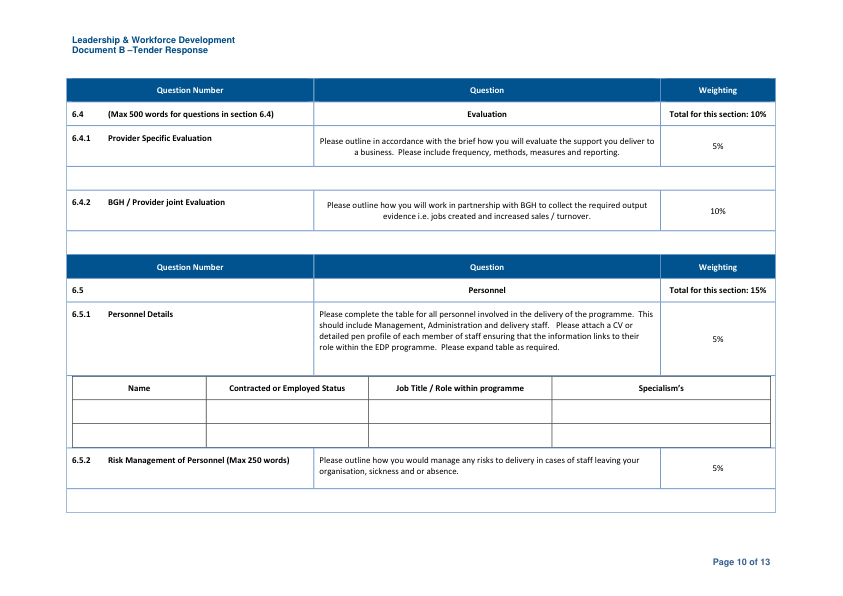 Leadership & Workforce Development
Document B –Tender Response
Question Number Question Weighting
6.4 (Max 500 words for questions in section 6.4) Evaluation Total for this section: 10%
6.4.1 Provider Specific Evaluation
Please outline in accordance with the brief how you will evaluate the support you deliver to
a business. Please include frequency, methods, measures and reporting.
5%
6.4.2 BGH / Provider joint Evaluation
Please outline how you will work in partnership with BGH to collect the required output
evidence i.e. jobs created and increased sales / turnover.
10%
Question Number Question Weighting
6.5 Personnel Total for this section: 15%
6.5.1 Personnel Details
Please complete the table for all personnel involved in the delivery of the programme. This
should include Management, Administration and delivery staff. Please attach a CV or
detailed pen profile of each member of staff ensuring that the information links to their
role within the EDP programme. Please expand table as required.
5%
Name Contracted or Employed Status Job Title / Role within programme Specialism's
6.5.2 Risk Management of Personnel (Max 250 words)
Please outline how you would manage any risks to delivery in cases of staff leaving your
organisation, sickness and or absence.
5%
Page 10 of 13